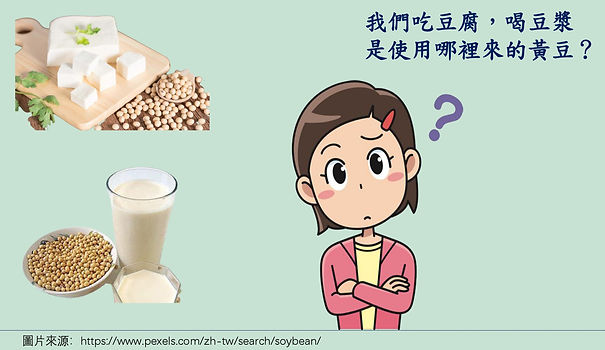 我們吃豆腐，喝豆漿
是使用哪裡來的黃豆？
?
圖片來源: https://www.pexels.com/zh-tw/search/soybean/